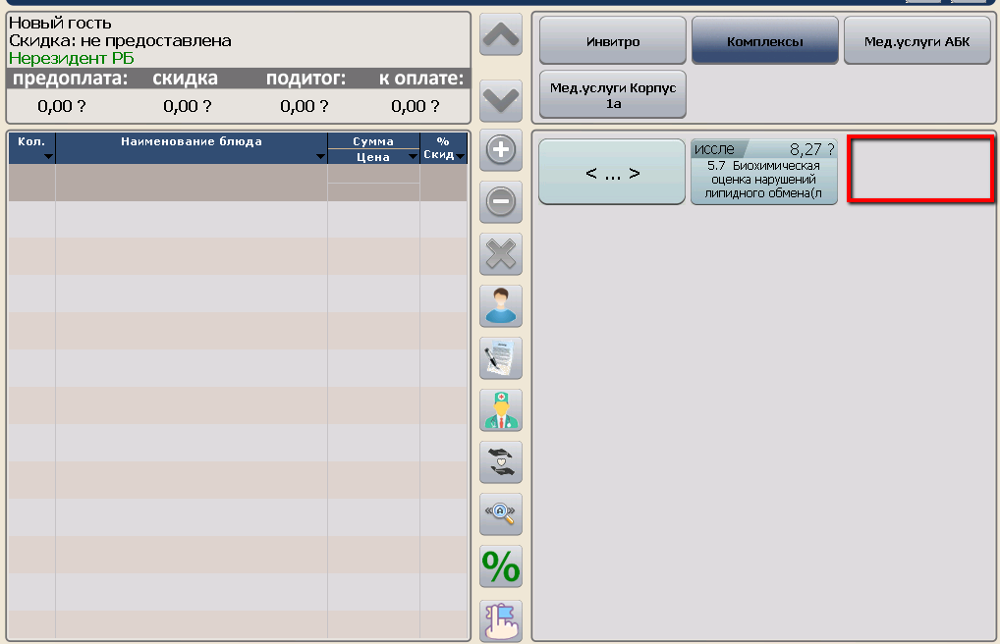 Новый гость
Скидка: не предоставлена
Нерезидент РБ
предоплата: скидка подитог: к оплате:
0,00 ? 0,00 ? 0,00 ? 0,00 ?
Кол. Наименование блюда Сумма %
Цена Скид
%
Инвитро Комплексы Мед.услуги АБК
Мед.услуги Корпус
1а
< ... >
иссле 8,27 ?
5.7 Биохимическая
оценка нарушений
липидного обмена(л